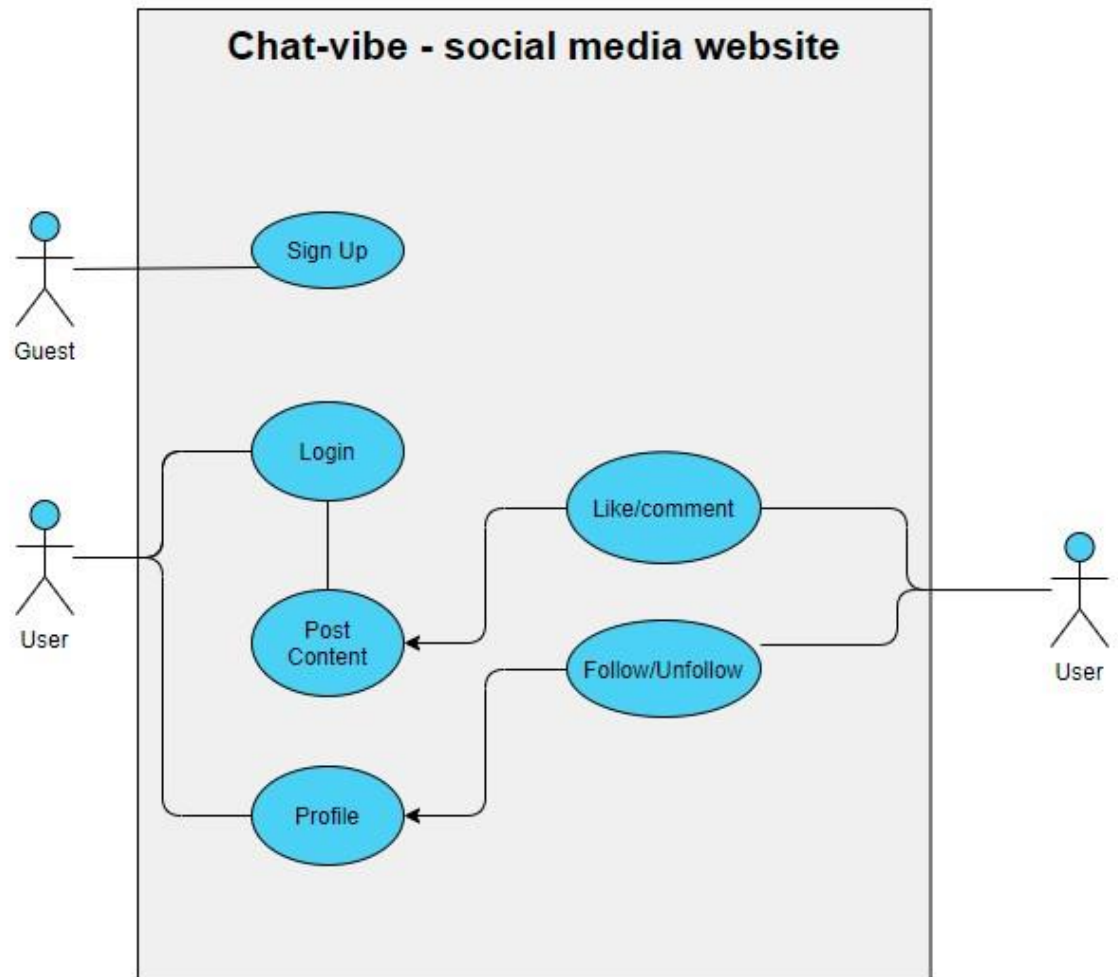 Chat-vibe - social media website
Sign Up
Guest
Login
Like/comment
User
Post
Content
Follow/Unfollow
User
Profile